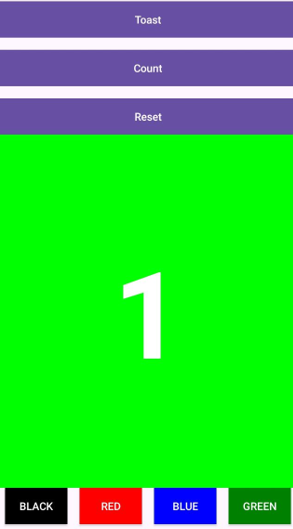 Toast
Count
Reset
1
BLACK RED BLUE GREEN